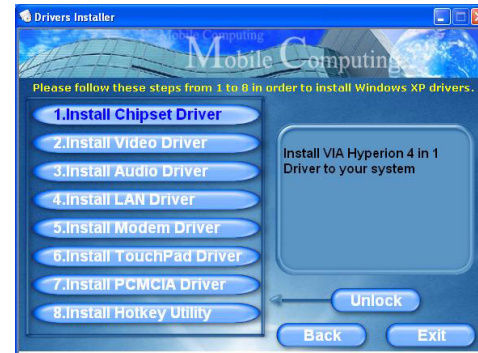 Drivers Installer
Mobile Computing
Mobile Computing
Please follow these steps from 1 to 8 in order to install Windows XP drivers.
1.Install Chipset Driver
2.Install Video Driver
3.Install Audio Driver
4.Install LAN Driver
5.Install Modem Driver
6.Install TouchPad Driver
7.Install PCMCIA Driver
8.Install Hotkey Utility
Install VIA Hyperion 4 in 1
Driver to your system
Unlock
Back
Exit